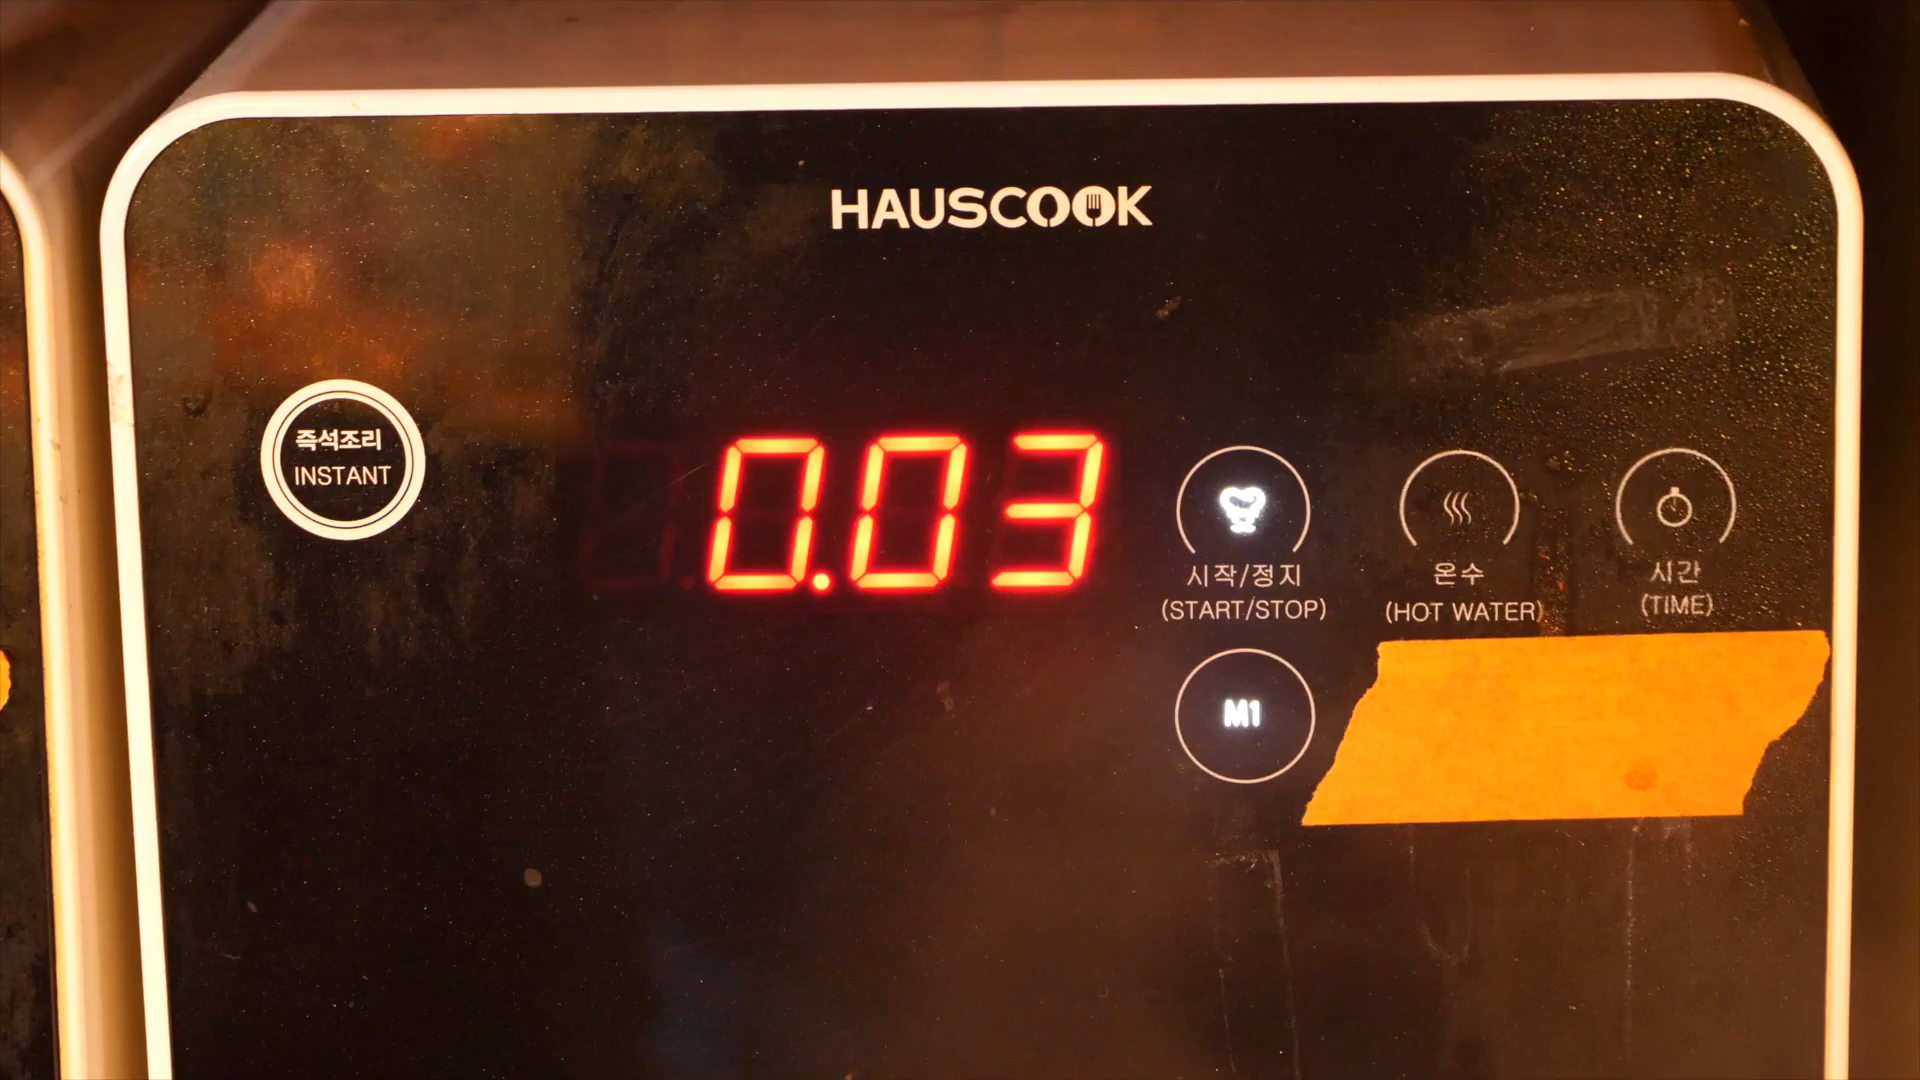 HAUSCOOK
즉석조리
INSTANT
0.03
시작/정지
(START/STOP)
온수
(HOT WATER)
시간
(TIME)
M1